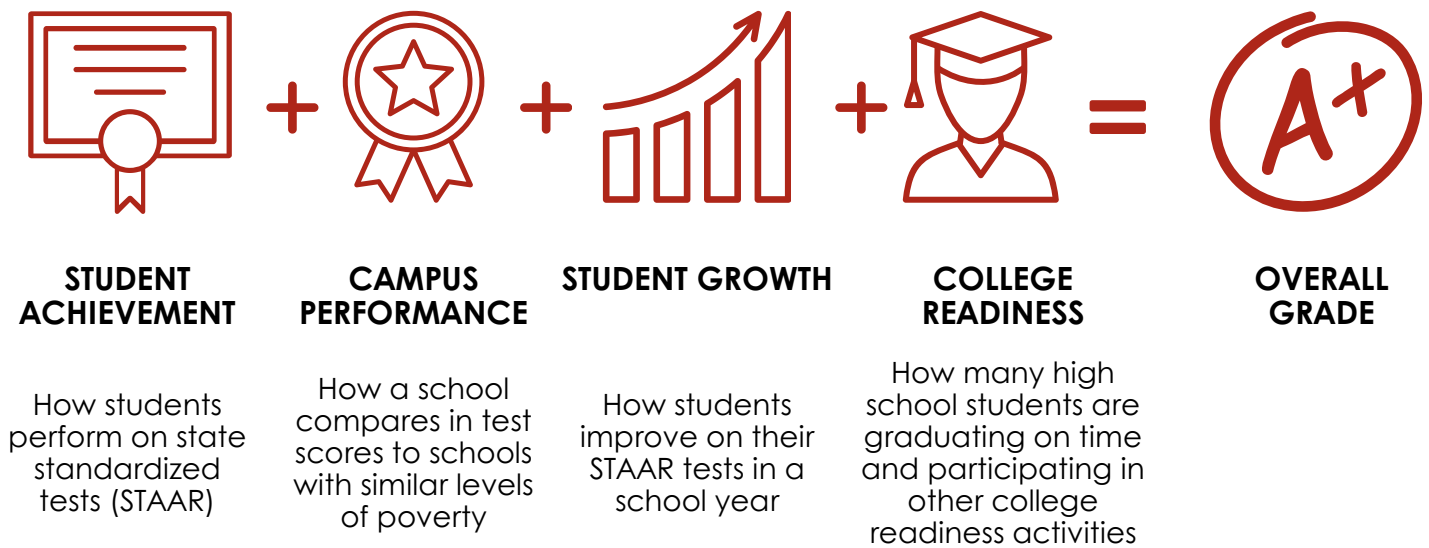 +
+
+
=
A+
STUDENT
ACHIEVEMENT
How students
perform on state
standardized
tests (STAAR)
CAMPUS
PERFORMANCE
How a school
compares in test
scores to schools
with similar levels
of poverty
STUDENT GROWTH
How students
improve on their
STAAR tests in a
school year
COLLEGE
READINESS
How many high
school students are
graduating on time
and participating in
other college
readiness activities
OVERALL
GRADE